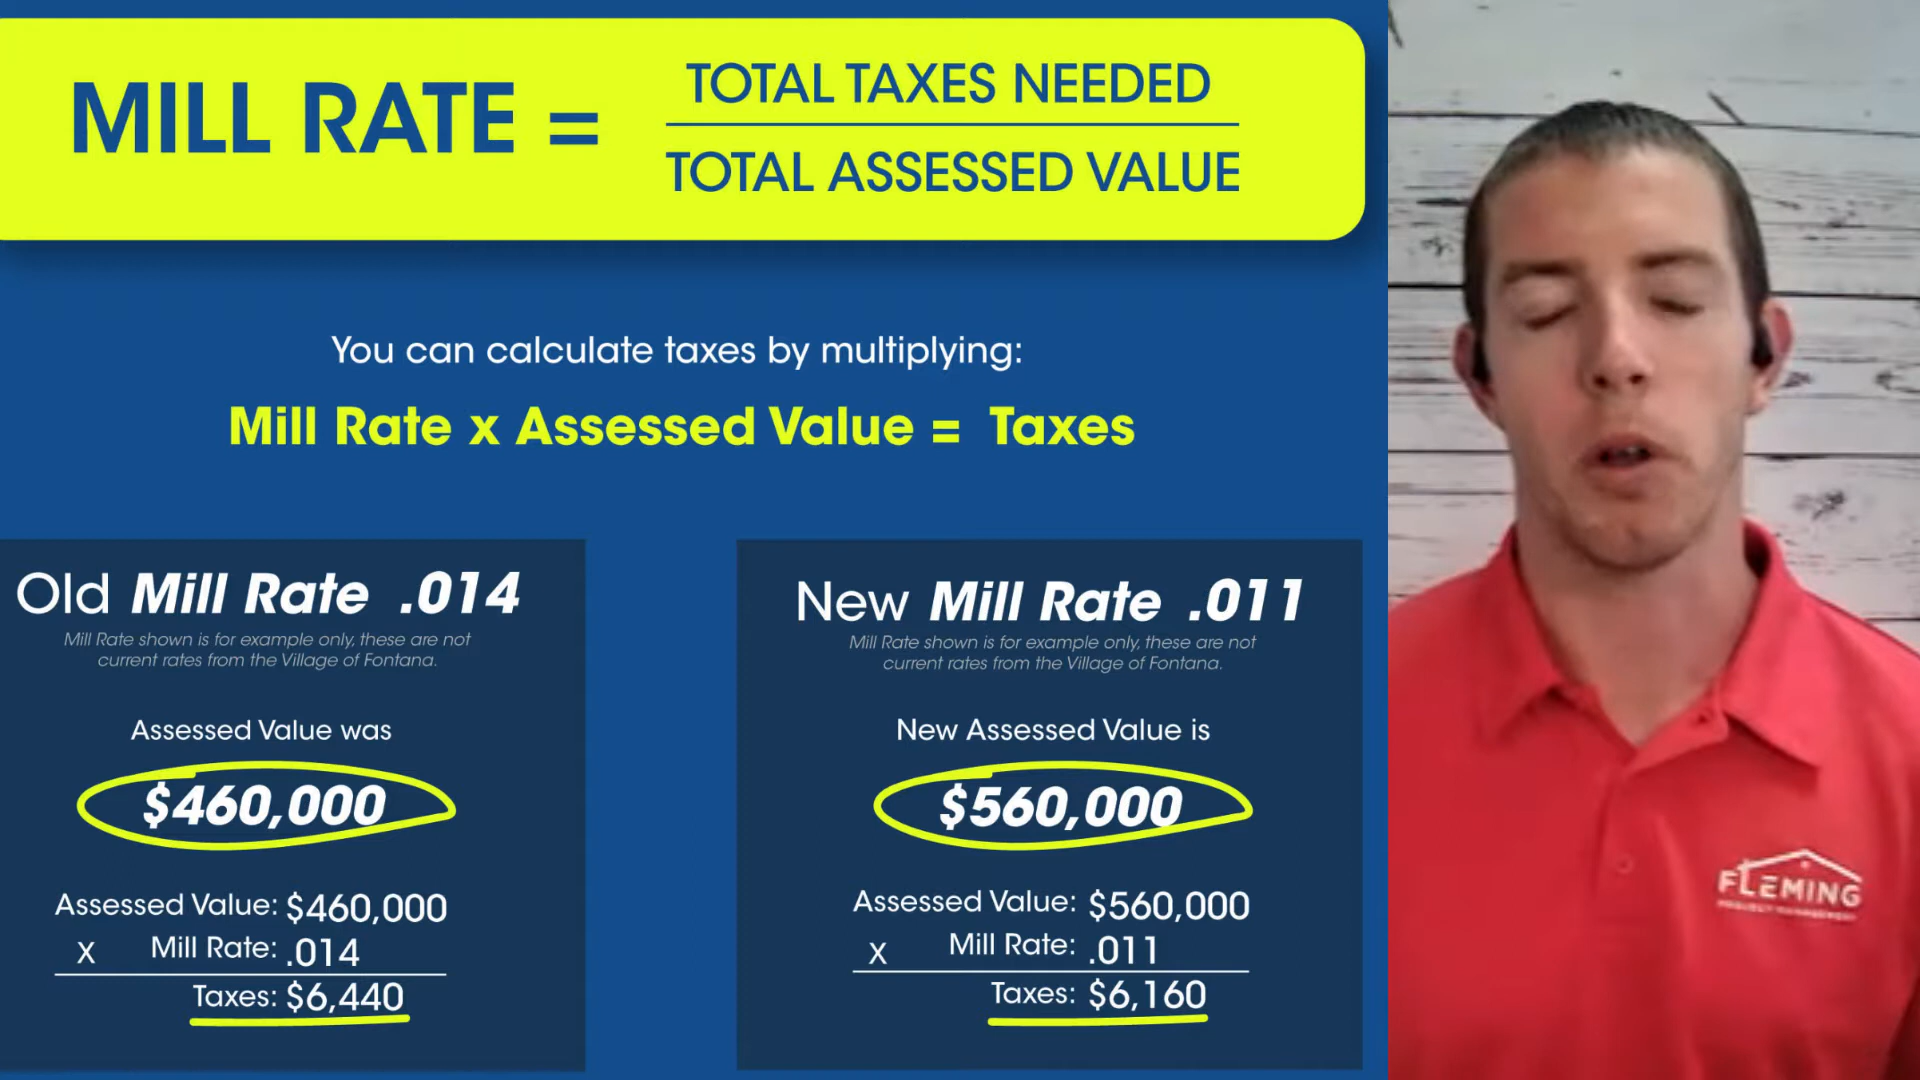 MILL RATE =
TOTAL TAXES NEEDED
TOTAL ASSESSED VALUE
You can calculate taxes by multiplying:
Mill Rate x Assessed Value = Taxes
Old Mill Rate .014
Mill Rate shown is for example only, these are not
current rates from the Village of Fontana.
Assessed Value was
$460,000
Assessed Value: $460,000
X Mill Rate: .014
Taxes: $6,440
New Mill Rate .011
Mill Rate shown is for example only, these are not
current rates from the Village of Fontana.
New Assessed Value is
$560,000
Assessed Value: $560,000
X Mill Rate: .011
Taxes: $6,160
FLEMING
PROJECT MANAGEMENT